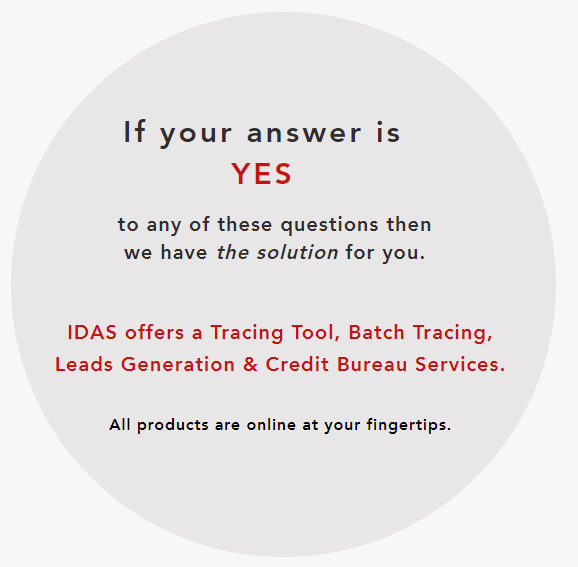 If your answer is
YES
to any of these questions then
we have the solution for you.
IDAS offers a Tracing Tool, Batch Tracing,
Leads Generation & Credit Bureau Services.
All products are online at your fingertips.